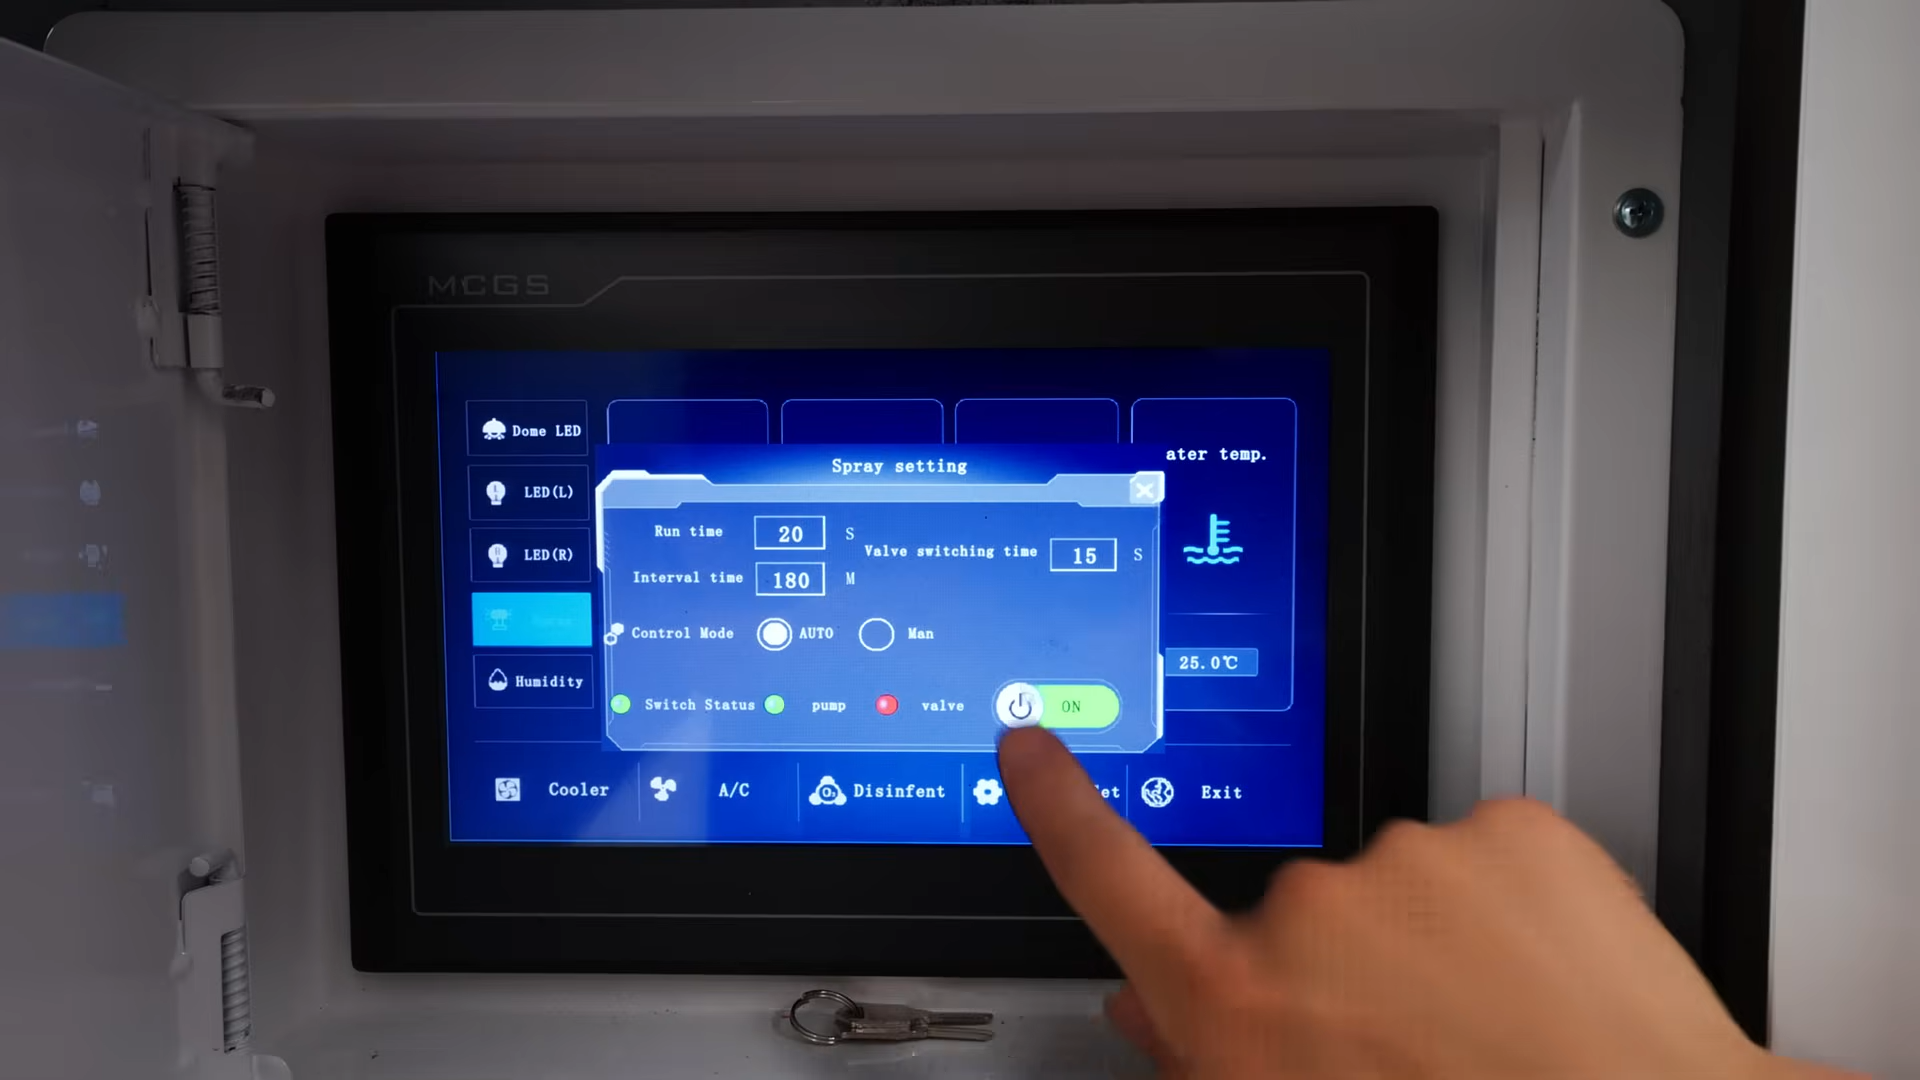 MCGS
Dome LED
LED(L)
LED(R)
Humidity
ater temp.
25.0℃
Spray setting
Run time 20 S
Valve switching time 15 S
Interval time 180 M
Control Mode AUTO Man
Switch Status pump valve ON
Cooler A/C Disinfent et Exit